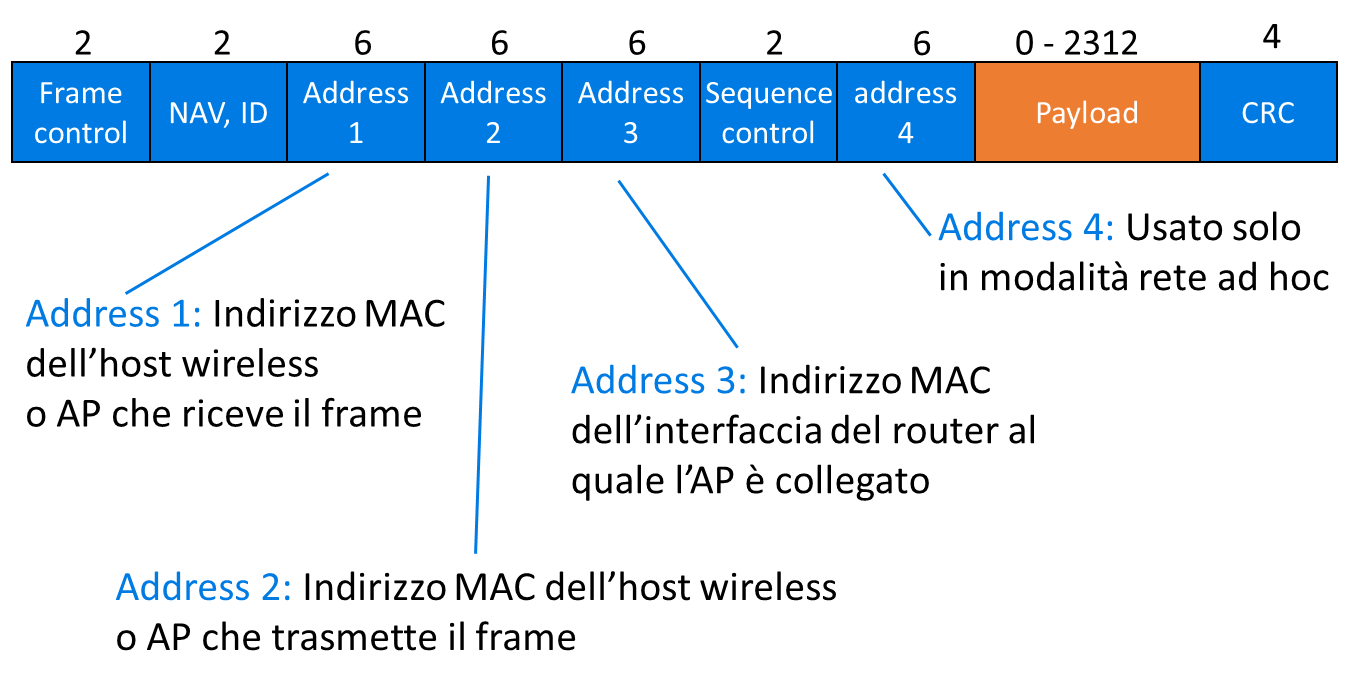 2 2 6 6 6 2 6 0 - 2312 4
Frame control
NAV, ID
Address 1
Address 2
Address 3
Sequence control
address 4
Payload
CRC
Address 4: Usato solo
in modalità rete ad hoc
Address 1: Indirizzo MAC
dell’host wireless
o AP che riceve il frame
Address 3: Indirizzo MAC
dell’interfaccia del router al
quale l’AP è collegato
Address 2: Indirizzo MAC dell’host wireless
o AP che trasmette il frame